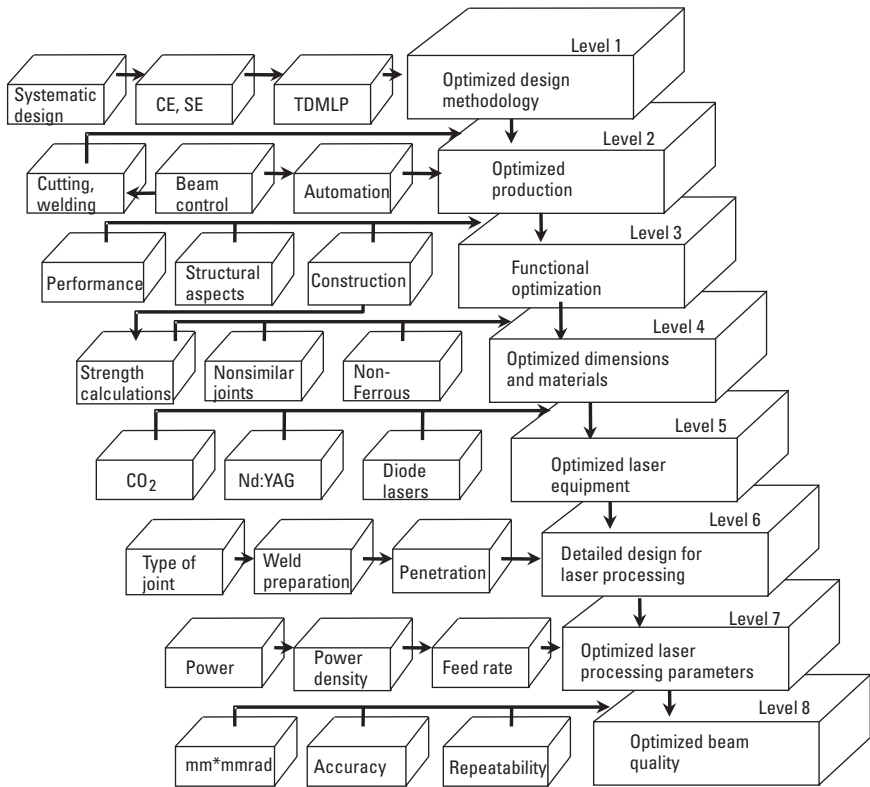 Level 1
Optimized design
methodology
Systematic
design
CE, SE
TDMLP
Level 2
Optimized
production
Cutting,
welding
Beam
control
Automation
Level 3
Functional
optimization
Performance
Structural
aspects
Construction
Level 4
Optimized dimensions
and materials
Strength
calculations
Nonsimilar
joints
Non-
Ferrous
Level 5
Optimized laser
equipment
CO2
Nd:YAG
Diode
lasers
Level 6
Detailed design for
laser processing
Type of
joint
Weld
preparation
Penetration
Level 7
Optimized laser
processing parameters
Power
Power
density
Feed rate
Level 8
Optimized beam
quality
mm*mmrad
Accuracy
Repeatability